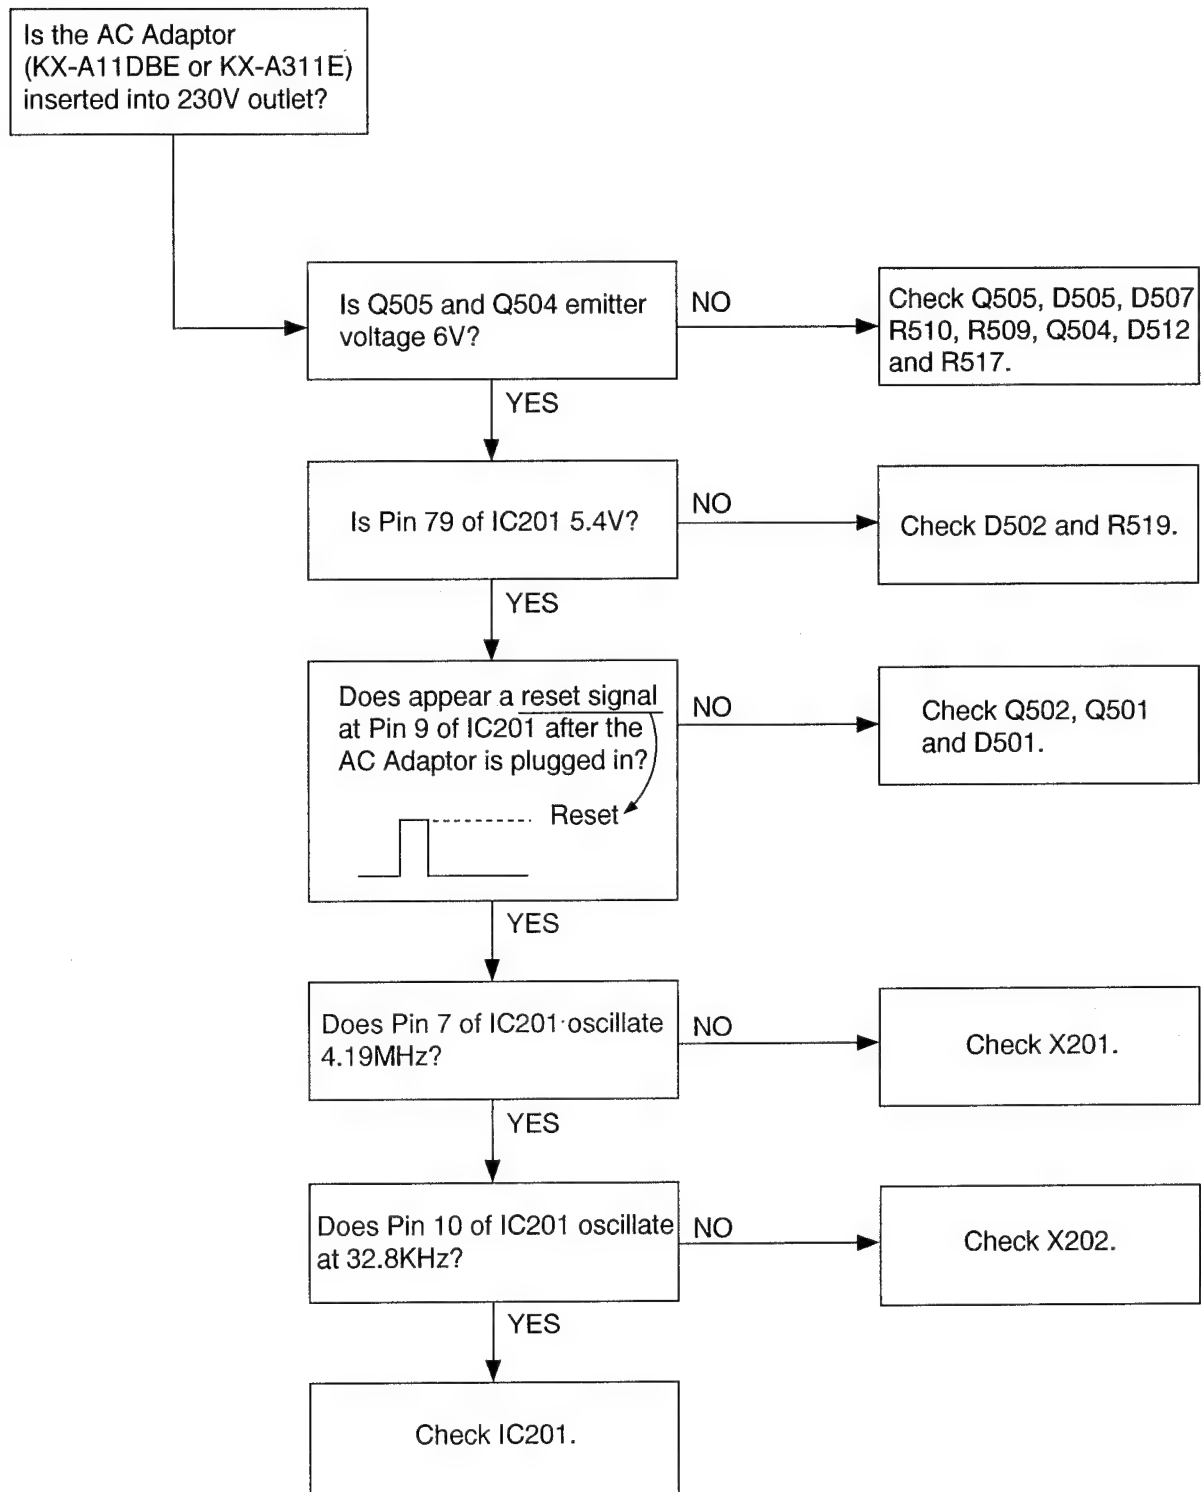 Is the AC Adaptor
(KX-A11DBE or KX-A311E)
inserted into 230V outlet?
Is Q505 and Q504 emitter
voltage 6V?
NO
Check Q505, D505, D507
R510, R509, Q504, D512
and R517.
YES
Is Pin 79 of IC201 5.4V?
NO
Check D502 and R519.
YES
Does appear a reset signal
at Pin 9 of IC201 after the
AC Adaptor is plugged in?
Reset
NO
Check Q502, Q501
and D501.
YES
Does Pin 7 of IC201 oscillate
4.19MHz?
NO
Check X201.
YES
Does Pin 10 of IC201 oscillate
at 32.8KHz?
NO
Check X202.
YES
Check IC201.